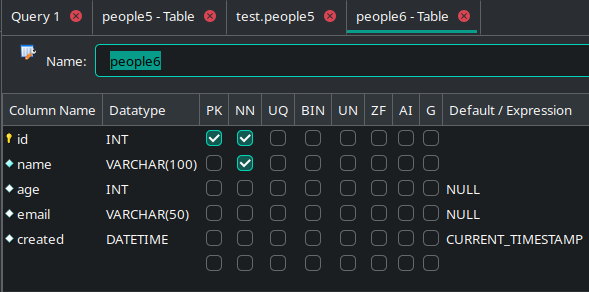 Query 1 people5 - Table test.people5 people6 - Table
Name: people6
Column Name Datatype PK NN UQ BIN UN ZF AI G Default / Expression
id INT
name VARCHAR(100)
age INT NULL
email VARCHAR(50) NULL
created DATETIME CURRENT_TIMESTAMP